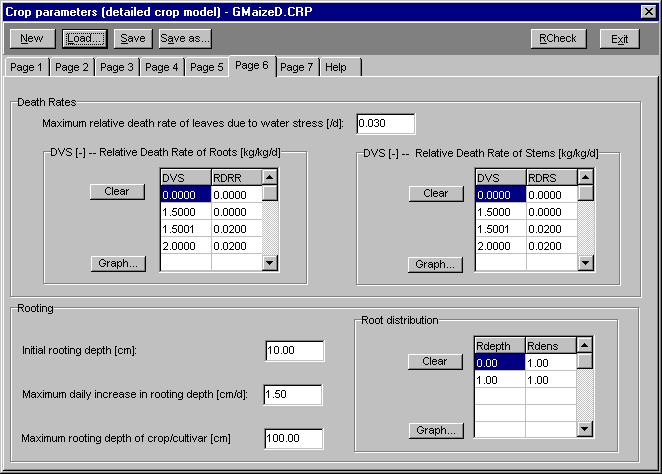 Crop parameters (detailed crop model) - GMaizeD.CRP
New Load... Save Save as... RCheck Exit
Page 1 Page 2 Page 3 Page 4 Page 5 Page 6 Page 7 Help
Death Rates
Maximum relative death rate of leaves due to water stress [/d]: 0.030
DVS [-] -- Relative Death Rate of Roots [kg/kg/d]
Clear
DVS RDRR
0.0000 0.0000
1.5000 0.0000
1.5001 0.0200
2.0000 0.0200
Graph...
DVS [-] -- Relative Death Rate of Stems [kg/kg/d]
Clear
DVS RDRS
0.0000 0.0000
1.5000 0.0000
1.5001 0.0200
2.0000 0.0200
Graph...
Rooting
Initial rooting depth [cm]: 10.00
Maximum daily increase in rooting depth [cm/d]: 1.50
Maximum rooting depth of crop/cultivar [cm] 100.00
Root distribution
Clear
Rdepth Rdens
0.00 1.00
1.00 1.00
Graph...